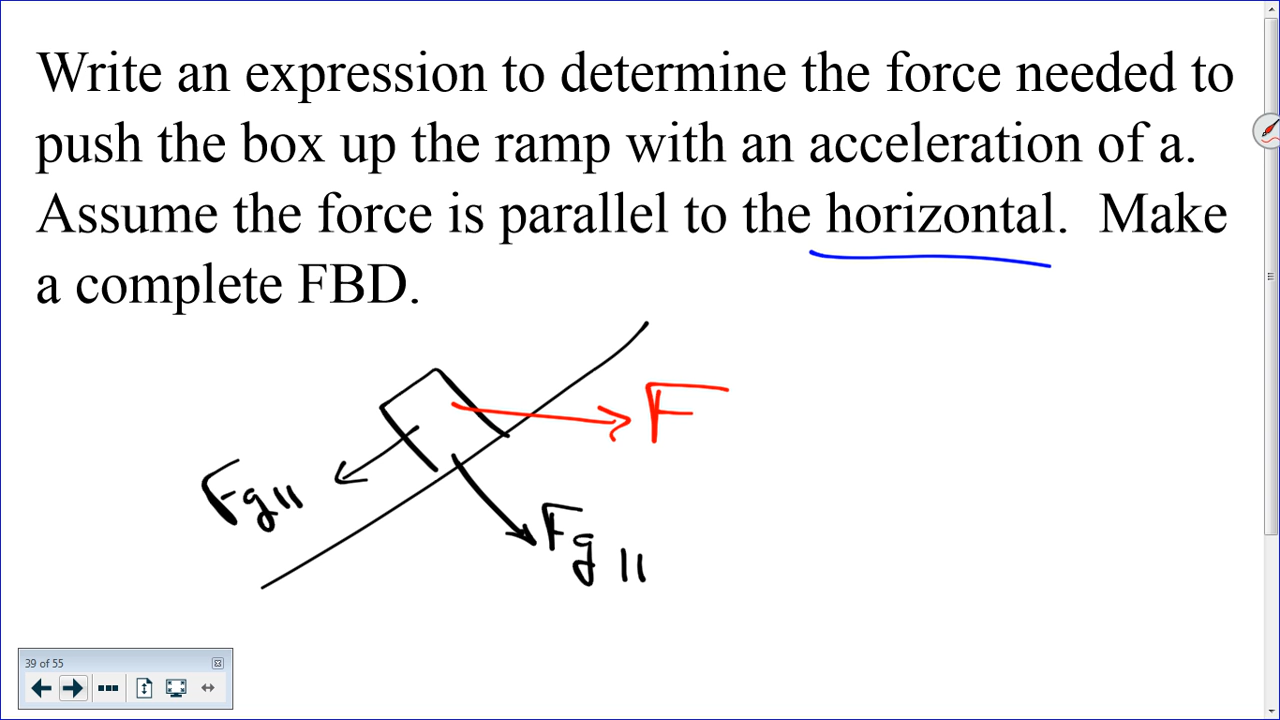 Write an expression to determine the force needed to
push the box up the ramp with an acceleration of a.
Assume the force is parallel to the horizontal. Make
a complete FBD.
F
Fg||
Fg ||
39 of 55